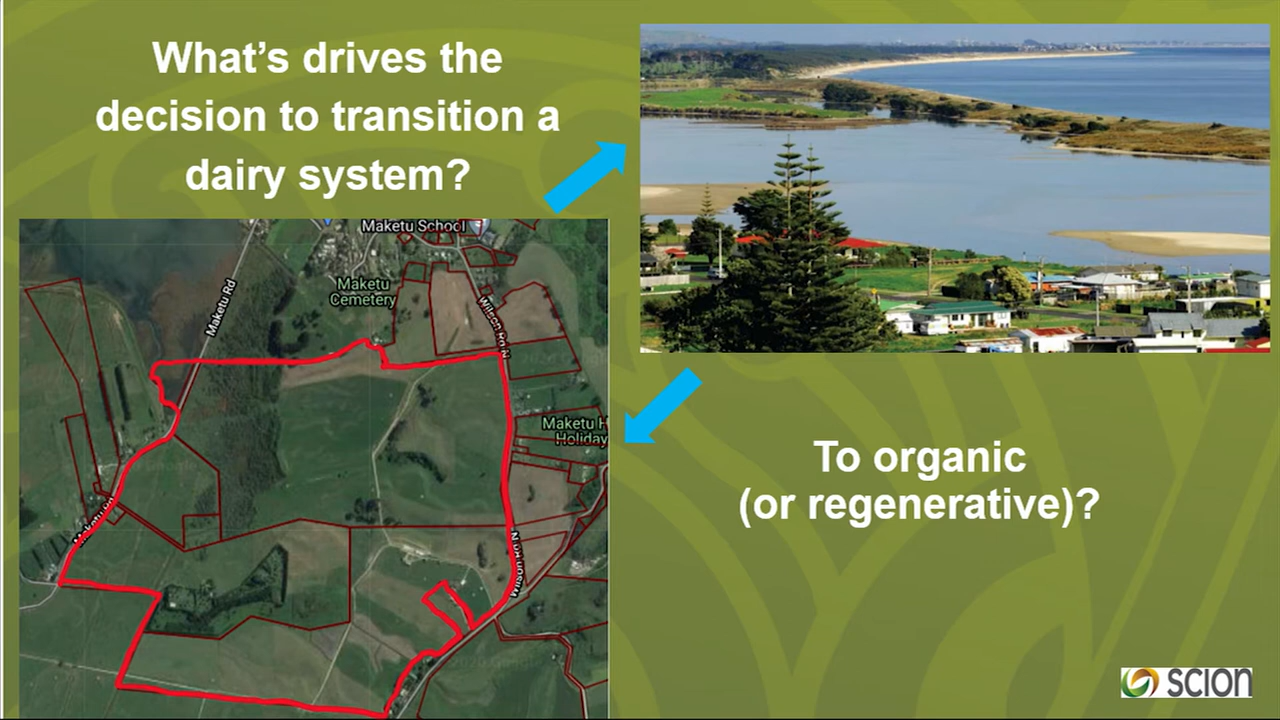 What's drives the
decision to transition a
dairy system?
Maketu School
Maketu
Cemetery
Maketu Rd
Wilson Rd N
Maketu H
Holiday
Maketu Rd
To organic
(or regenerative)?
scion